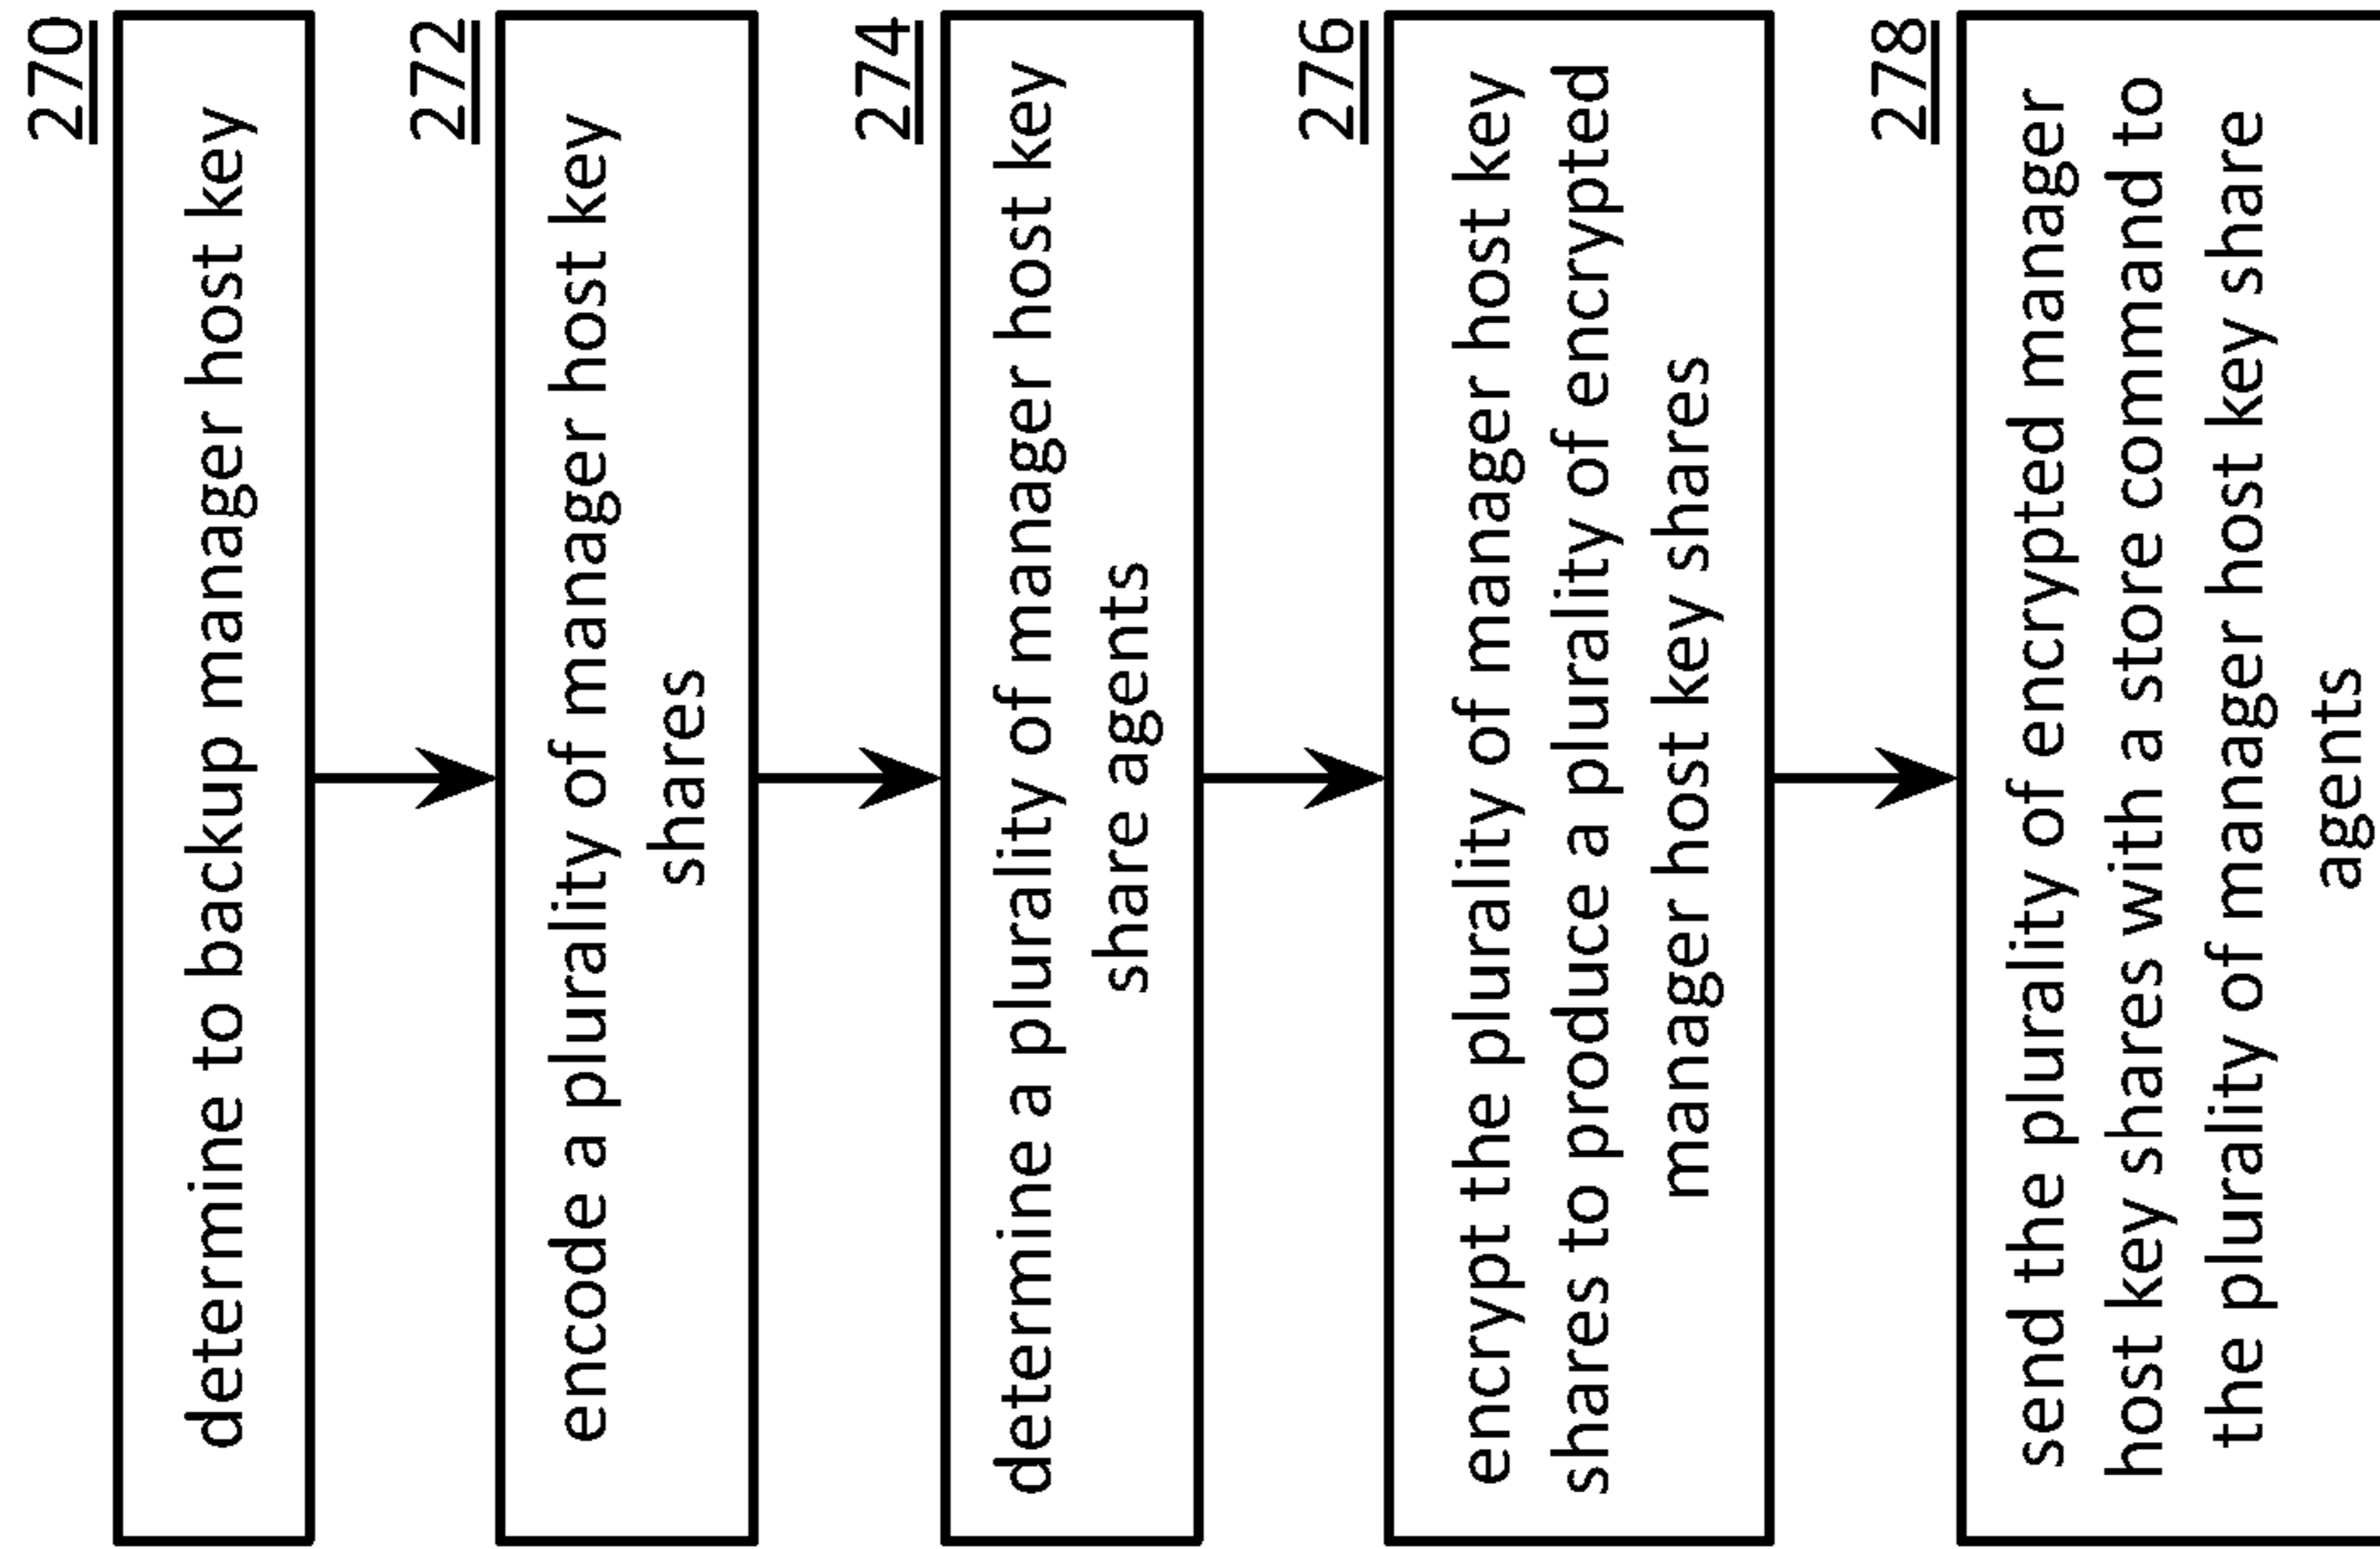 270
determine to backup manager host key
272
encode a plurality of manager host key
shares
274
determine a plurality of manager host key
share agents
276
encrypt the plurality of manager host key
shares to produce a plurality of encrypted
manager host key shares
278
send the plurality of encrypted manager
host key shares with a store command to
the plurality of manager host key share
agents